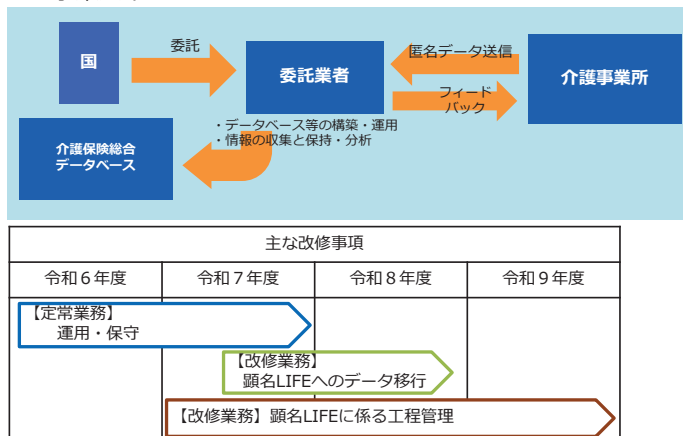 国
委託
委託業者
匿名データ送信
フィード
バック
介護事業所
・データベース等の構築・運用
・情報の収集と保持・分析
介護保険総合
データベース
主な改修事項
令和６年度
令和７年度
令和８年度
令和９年度
【定常業務】
運用・保守
【改修業務】
顕名LIFEへのデータ移行
【改修業務】顕名LIFEに係る工程管理